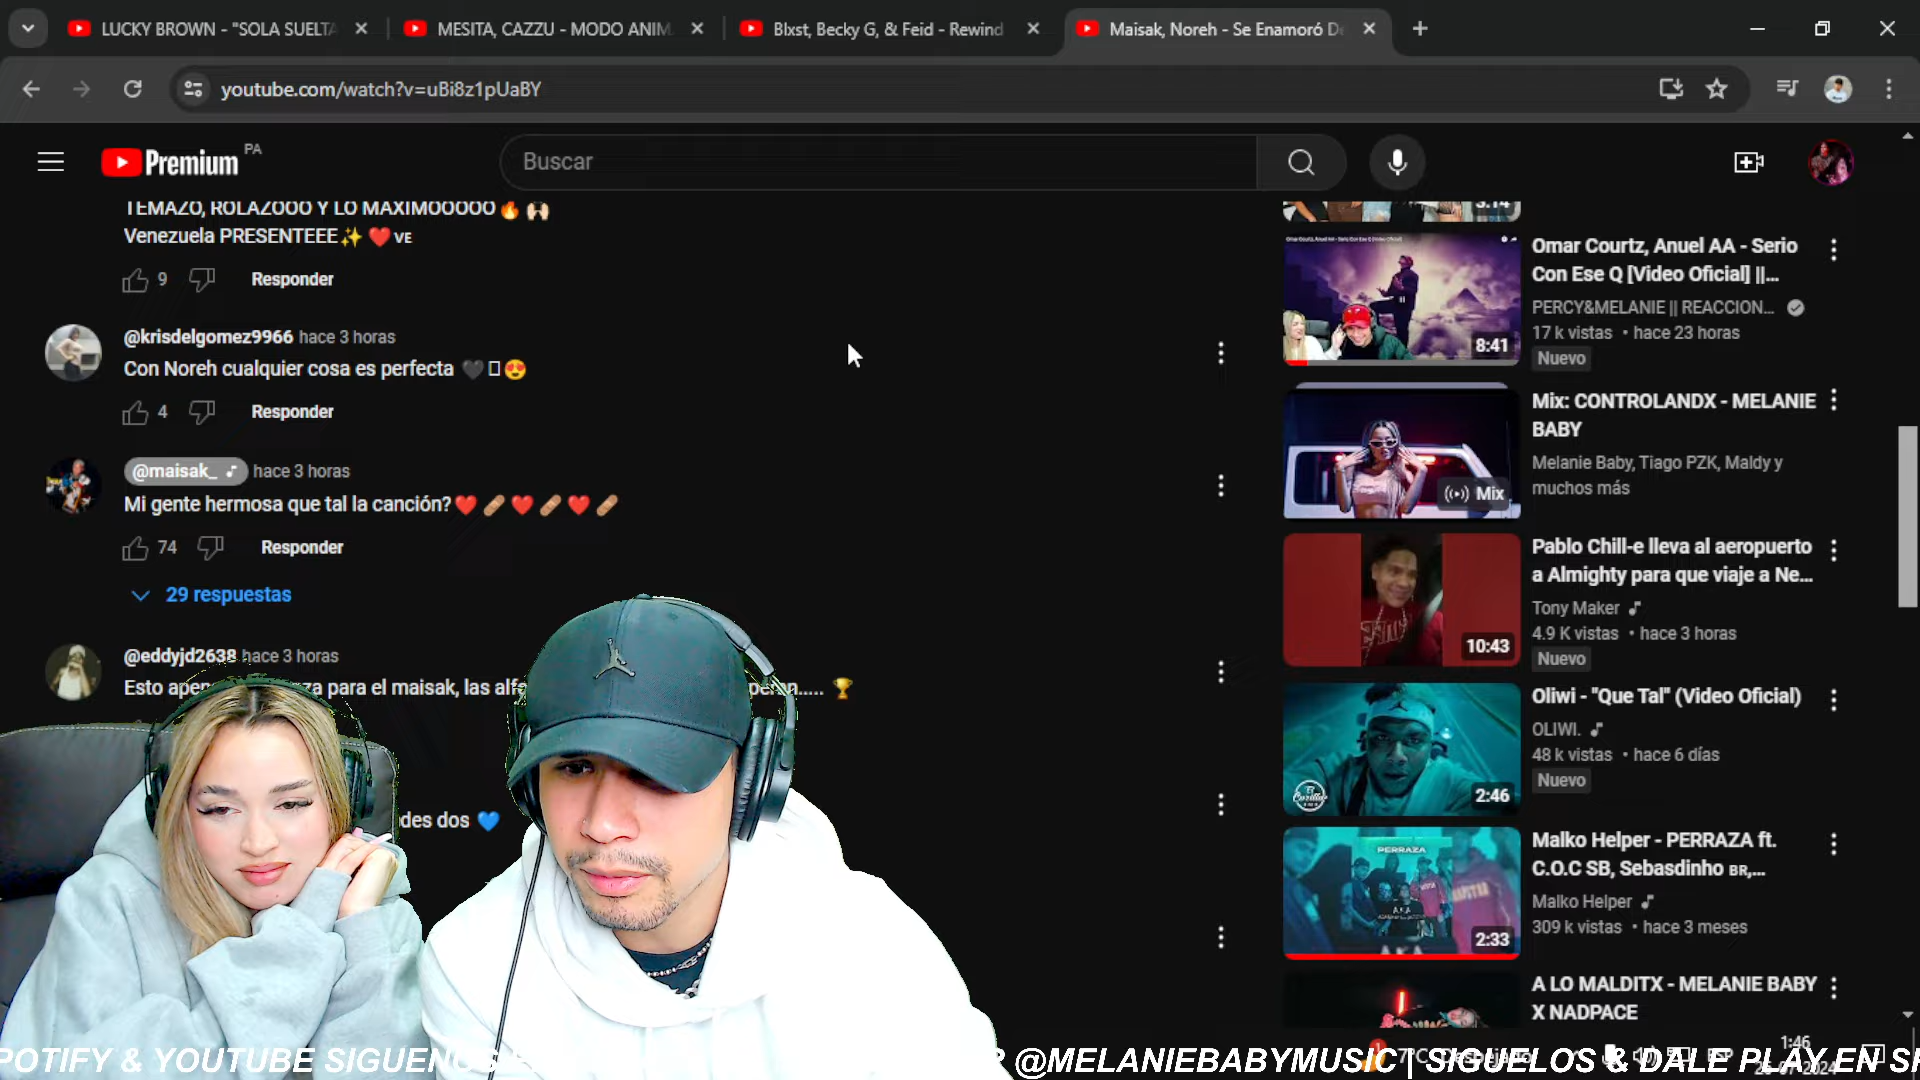 LUCKY BROWN - "SOLA SUELTA
MESITA, CAZZU - MODO ANIM
Blxst, Becky G, & Feid - Rewind
Maisak, Noreh - Se Enamoró D
youtube.com/watch?v=uBi8z1pUaBY
Premium PA
Buscar
TEMAZO, ROLAZOOO Y LO MAXIMOOOOO🔥🙌🏻
Venezuela PRESENTEEE✨❤️VE
9 Responder
@krisdelgomez9966 hace 3 horas
Con Noreh cualquier cosa es perfecta 🖤😍
4 Responder
@maisak_ hace 3 horas
Mi gente hermosa que tal la canción?❤️🩹❤️🩹❤️🩹
74 Responder
29 respuestas
@eddyjd2638 hace 3 horas
Esto para el maisak, las 🏆
dos 💙
3:14
Omar Courtz, Anuel AA - Serio
Con Ese Q [Video Oficial] ||...
PERCY&MELANIE || REACCION...
17 k vistas • hace 23 horas
Nuevo
8:41
Mix: CONTROLANDX - MELANIE
BABY
Melanie Baby, Tiago PZK, Maldy y
muchos más
Mix
Pablo Chill-e lleva al aeropuerto
a Almighty para que viaje a Ne...
Tony Maker
4.9 K vistas • hace 3 horas
Nuevo
10:43
Oliwi - "Que Tal" (Video Oficial)
OLIWI.
48 k vistas • hace 6 días
Nuevo
2:46
Malko Helper - PERRAZA ft.
C.O.C SB, Sebasdinho BR,...
Malko Helper
309 k vistas • hace 3 meses
PERRAZA
2:33
A LO MALDITX - MELANIE BABY
X NADPACE
1:46
POTIFY & YOUTUBE SIGUENOS
@MELANIEBABYMUSIC | SIGUELOS & DALE PLAY EN SP